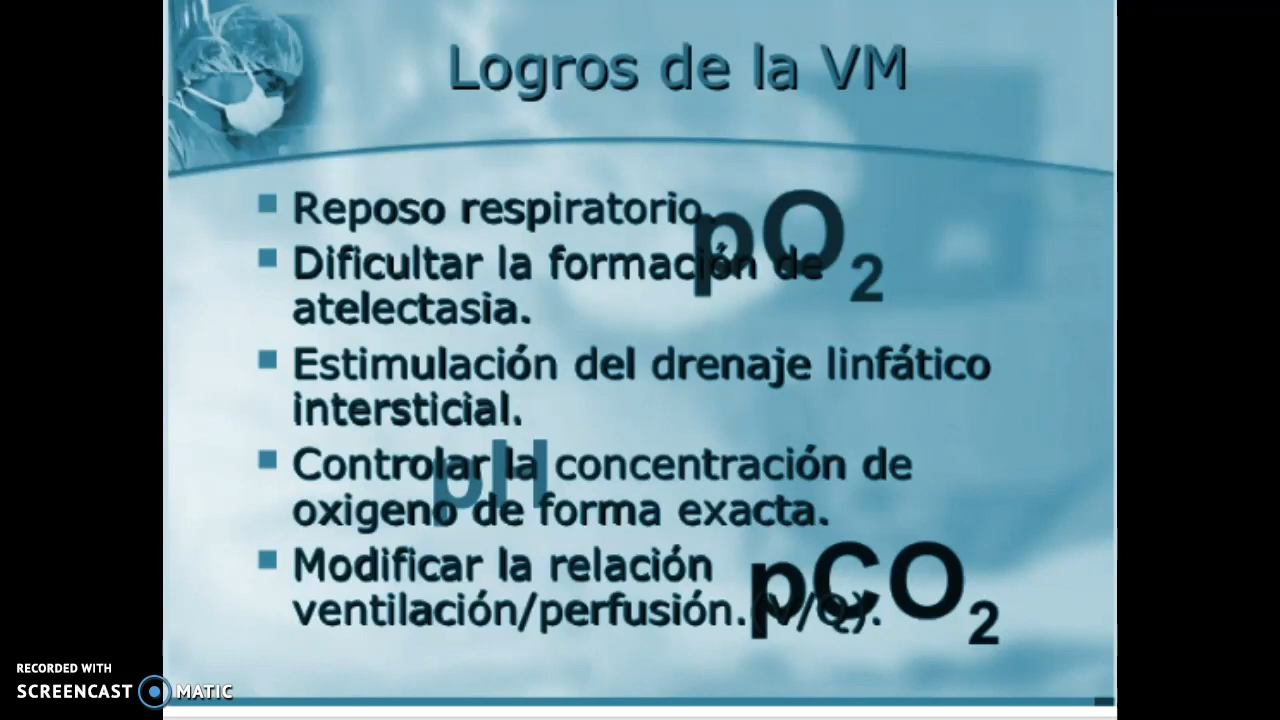 Logros de la VM
Reposo respiratorio.
pO2
Dificultar la formación de
atelectasia.
Estimulación del drenaje linfático
intersticial.
pH
Controlar la concentración de
oxigeno de forma exacta.
Modificar la relación
pCO2
ventilación/perfusión.(V/Q).
RECORDED WITH
SCREENCAST MATIC